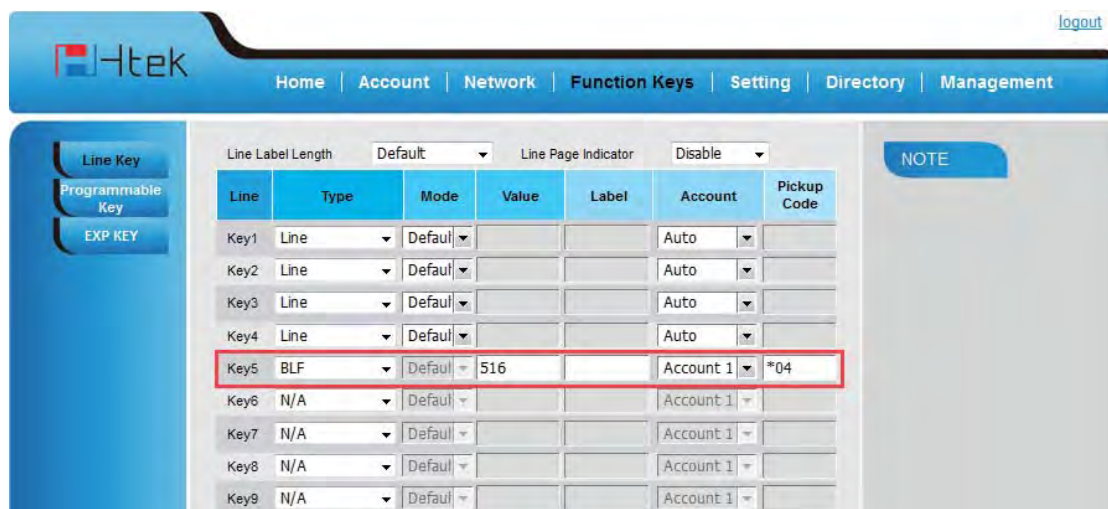 logout
Htek
Home | Account | Network | Function Keys | Setting | Directory | Management
Line Key
Programmable Key
EXP KEY
Line Label Length Default Line Page Indicator Disable
NOTE
Line Type Mode Value Label Account Pickup Code
Key1 Line Defaul Auto
Key2 Line Defaul Auto
Key3 Line Defaul Auto
Key4 Line Defaul Auto
Key5 BLF Defaul 516 Account 1 *04
Key6 N/A Defaul Account 1
Key7 N/A Defaul Account 1
Key8 N/A Defaul Account 1
Key9 N/A Defaul Account 1